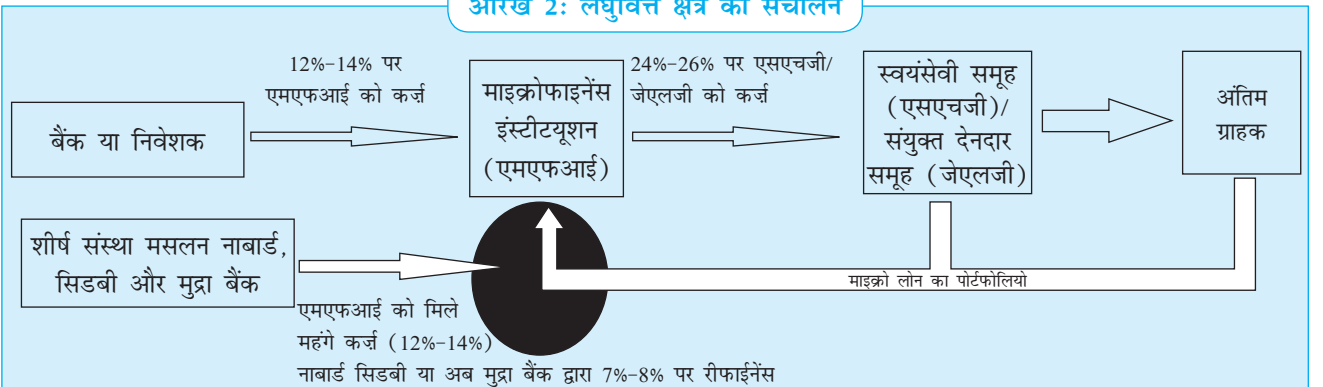 आरेख 2: लघुवित्त क्षेत्र का संचालन
12%-14% पर
एमएफआई को कर्ज़
24%-26% पर एसएचजी/
जेएलजी को कर्ज़
बैंक या निवेशक
माइक्रोफाइनेंस
इंस्टीटयूशन
(एमएफआई)
स्वयंसेवी समूह
(एसएचजी)/
संयुक्त देनदार
समूह (जेएलजी)
अंतिम
ग्राहक
शीर्ष संस्था मसलन नाबार्ड,
सिडबी और मुद्रा बैंक
माइक्रो लोन का पोर्टफोलियो
एमएफआई को मिले
महंगे कर्ज़ (12%-14%)
नाबार्ड सिडबी या अब मुद्रा बैंक द्वारा 7%-8% पर रीफाईनेंस